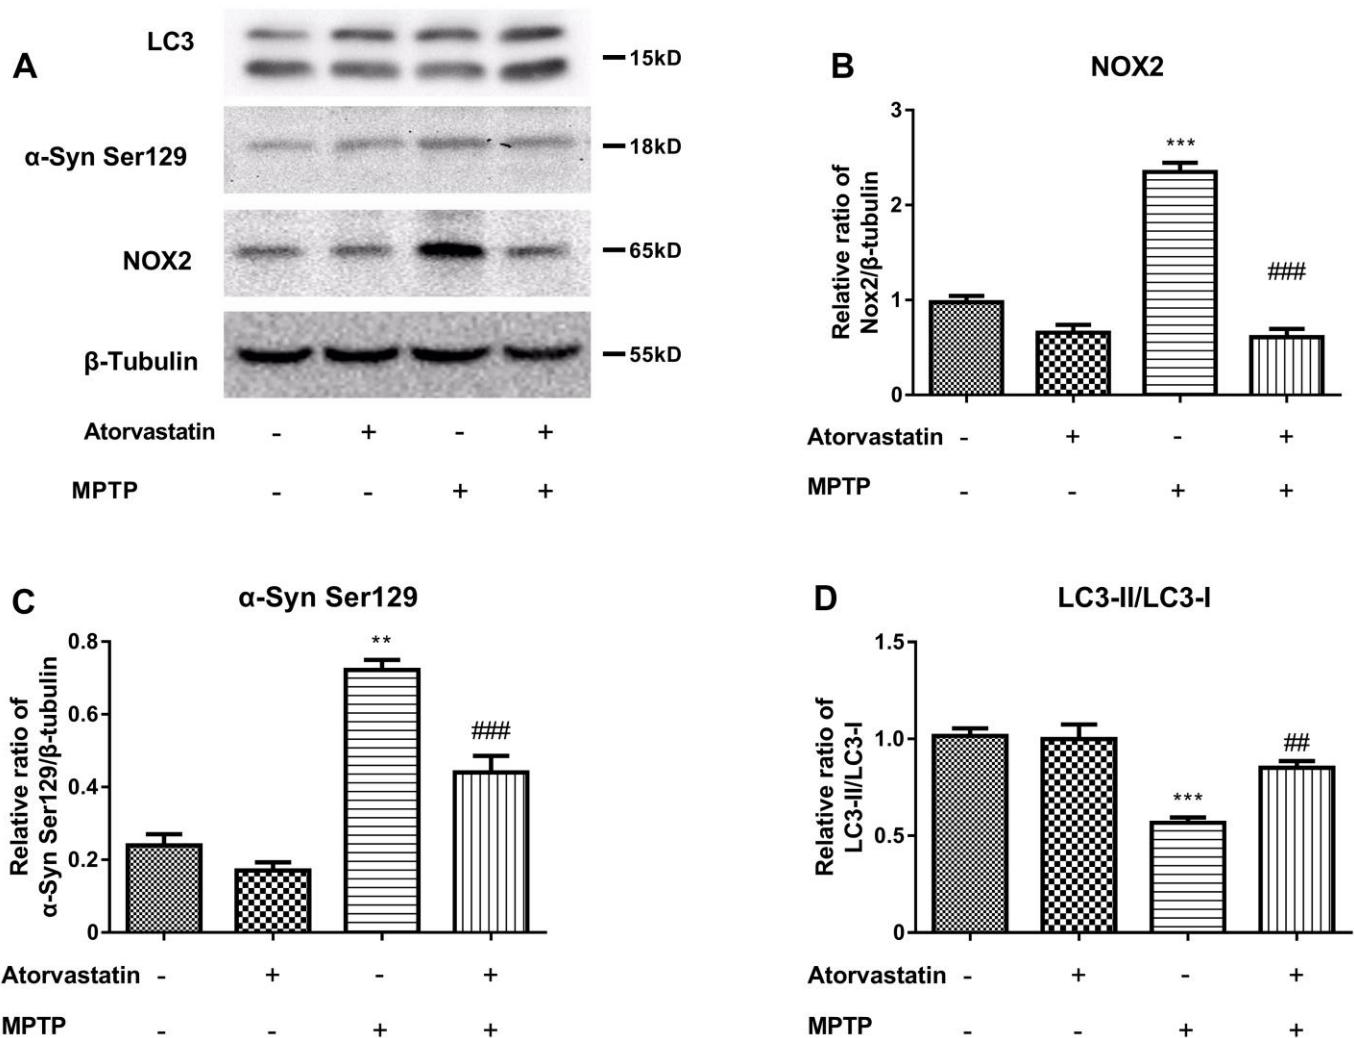 A
LC3
15kD
α-Syn Ser129
18kD
NOX2
65kD
β-Tubulin
55kD
Atorvastatin - + - +
MPTP - - + +
B
NOX2
Relative ratio of
Nox2/β-tubulin
3
2
1
0
***
###
Atorvastatin - + - +
MPTP - - + +
C
α-Syn Ser129
Relative ratio of
α-Syn Ser129/β-tubulin
0.8
0.6
0.4
0.2
0
**
###
Atorvastatin - + - +
MPTP - - + +
D
LC3-II/LC3-I
Relative ratio of
LC3-II/LC3-I
1.5
1.0
0.5
0
***
##
Atorvastatin - + - +
MPTP - - + +